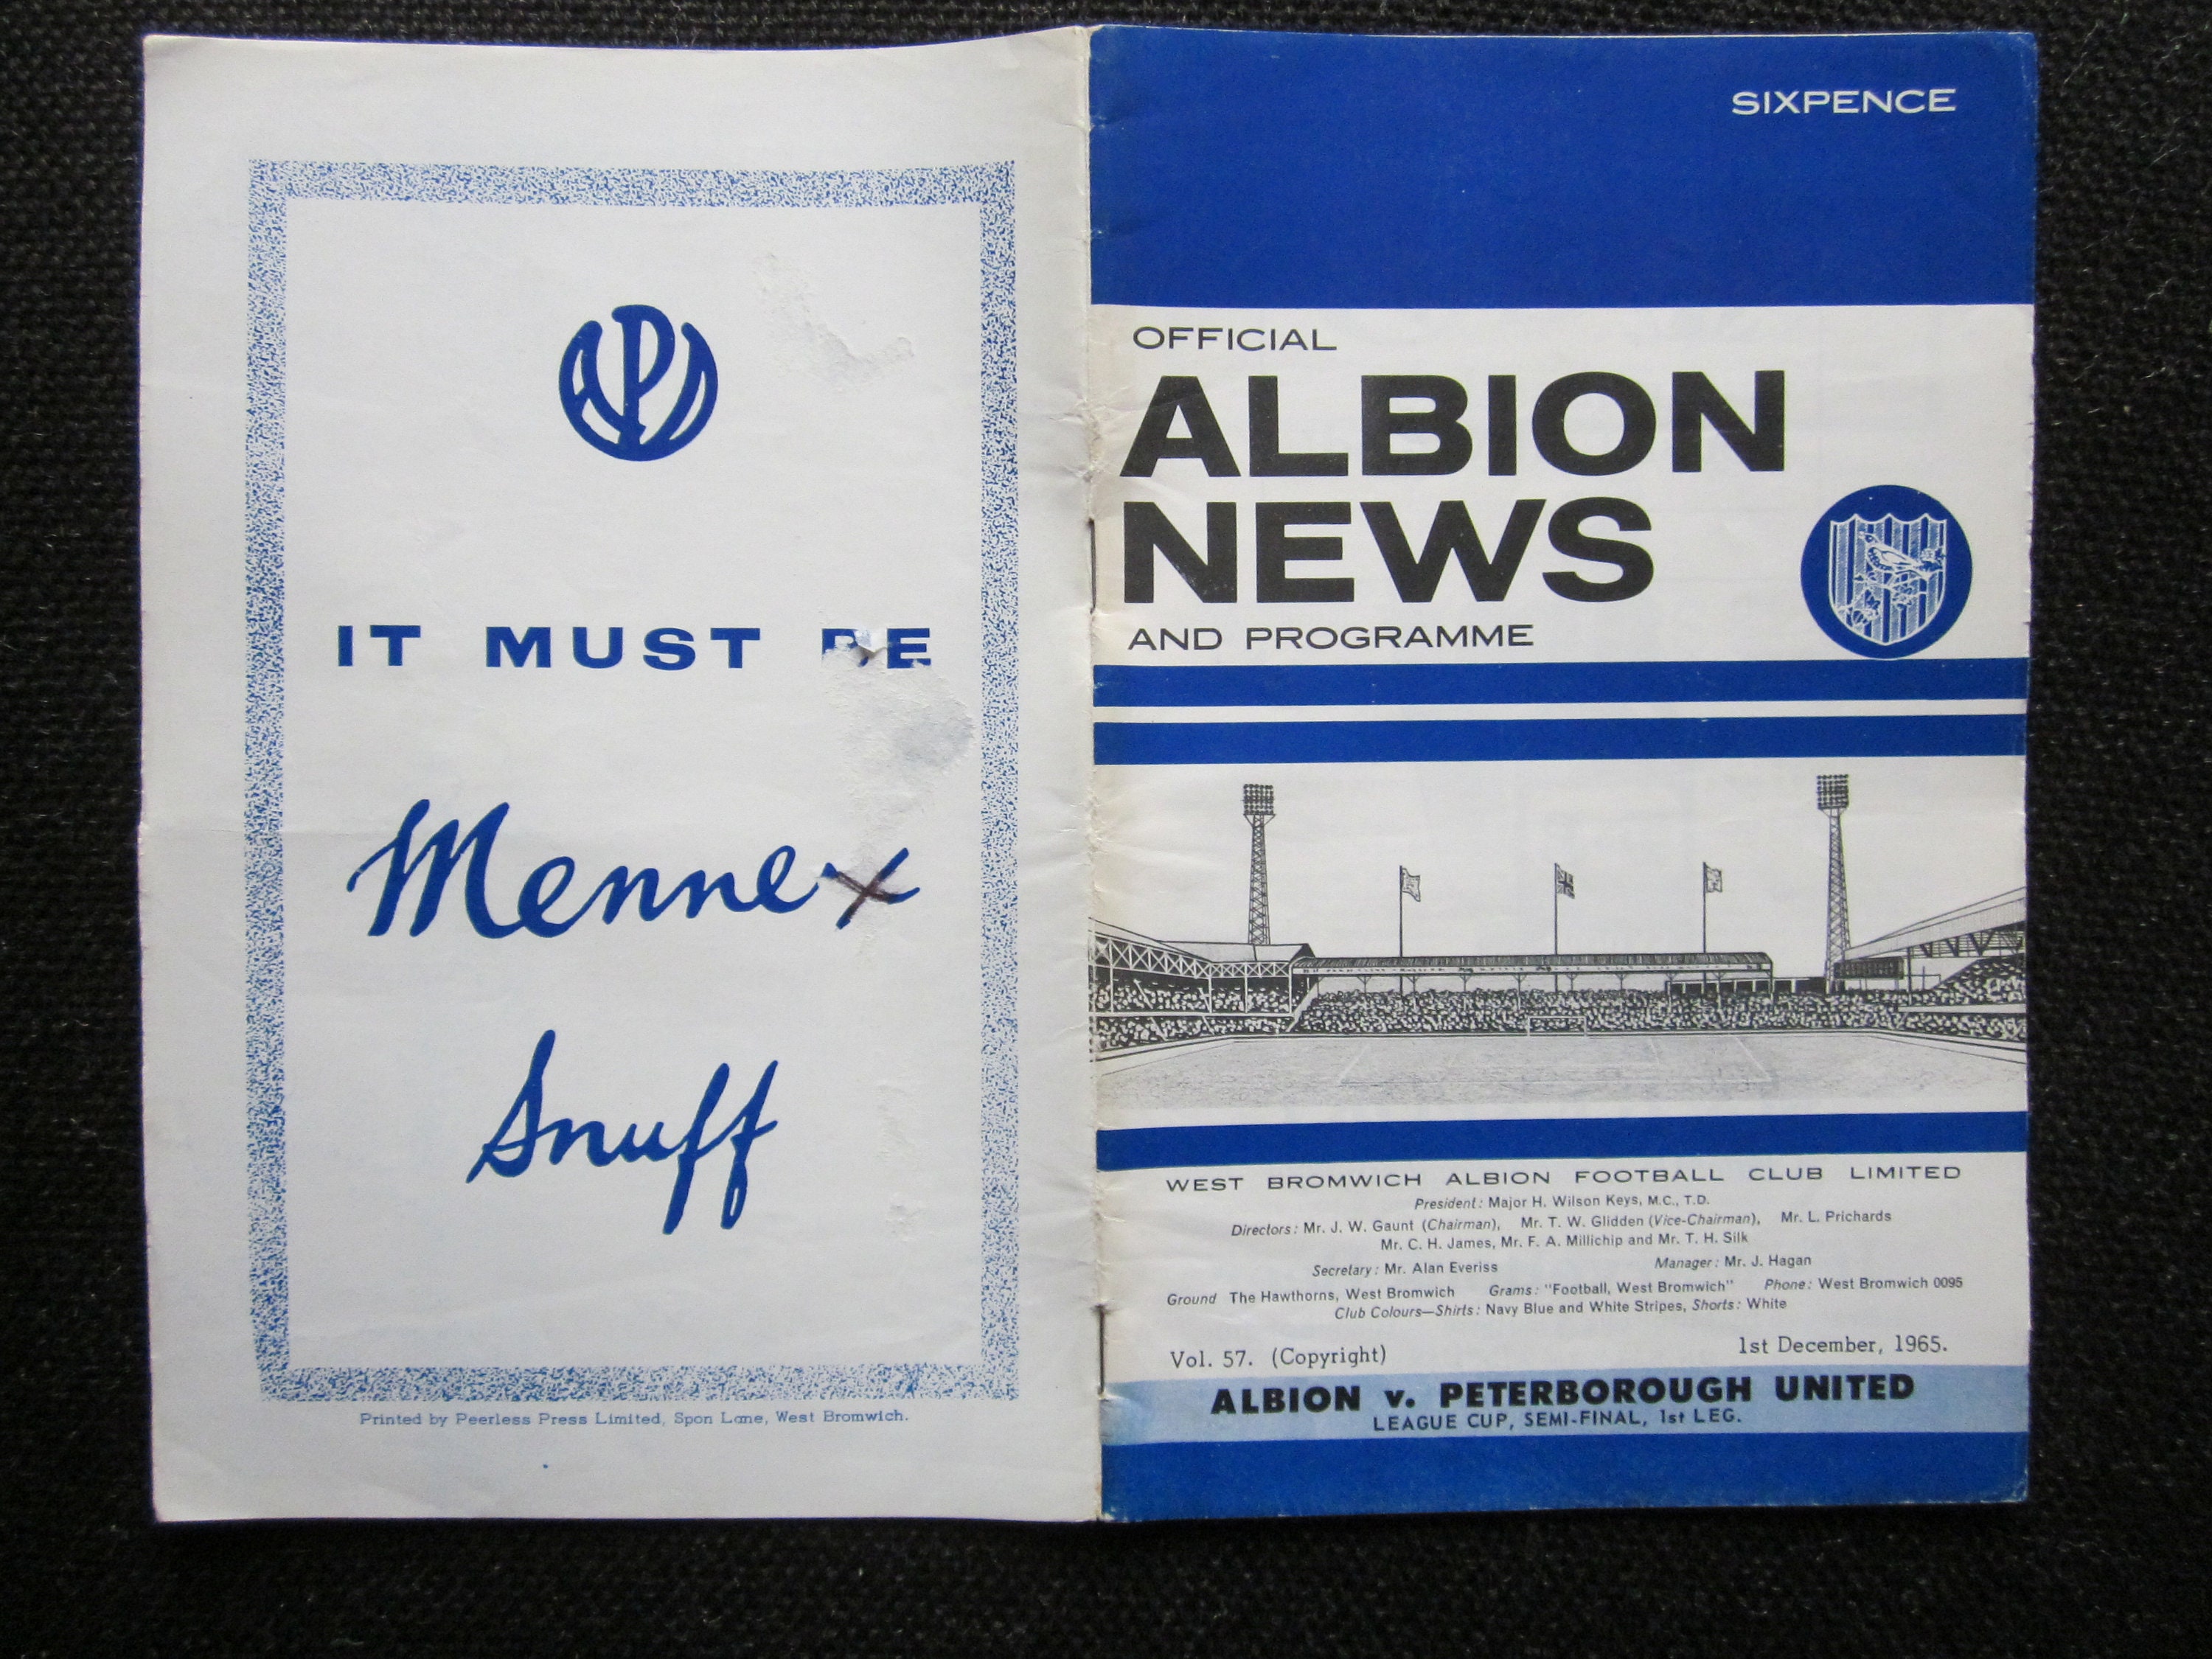 IT MUST BE
Mennex
Snuff
Printed by Peerless Press Limited, Spon Lane, West Bromwich.
SIXPENCE
OFFICIAL
ALBION
NEWS
AND PROGRAMME
WEST BROMWICH ALBION FOOTBALL CLUB LIMITED
President: Major H. Wilson Keys, M.C., T.D.
Directors: Mr. J. W. Gaunt (Chairman), Mr. T. W. Glidden (Vice-Chairman), Mr. L. Prichards
Mr. C. H. James, Mr. F. A. Millichip and Mr. T. H. Silk
Secretary: Mr. Alan Everiss Manager: Mr. J. Hagan
Ground The Hawthorns, West Bromwich Grams: "Football, West Bromwich" Phone: West Bromwich 0095
Club Colours—Shirts: Navy Blue and White Stripes, Shorts: White
Vol. 57. (Copyright) 1st December, 1965.
ALBION v. PETERBOROUGH UNITED
LEAGUE CUP, SEMI-FINAL, 1st LEG.